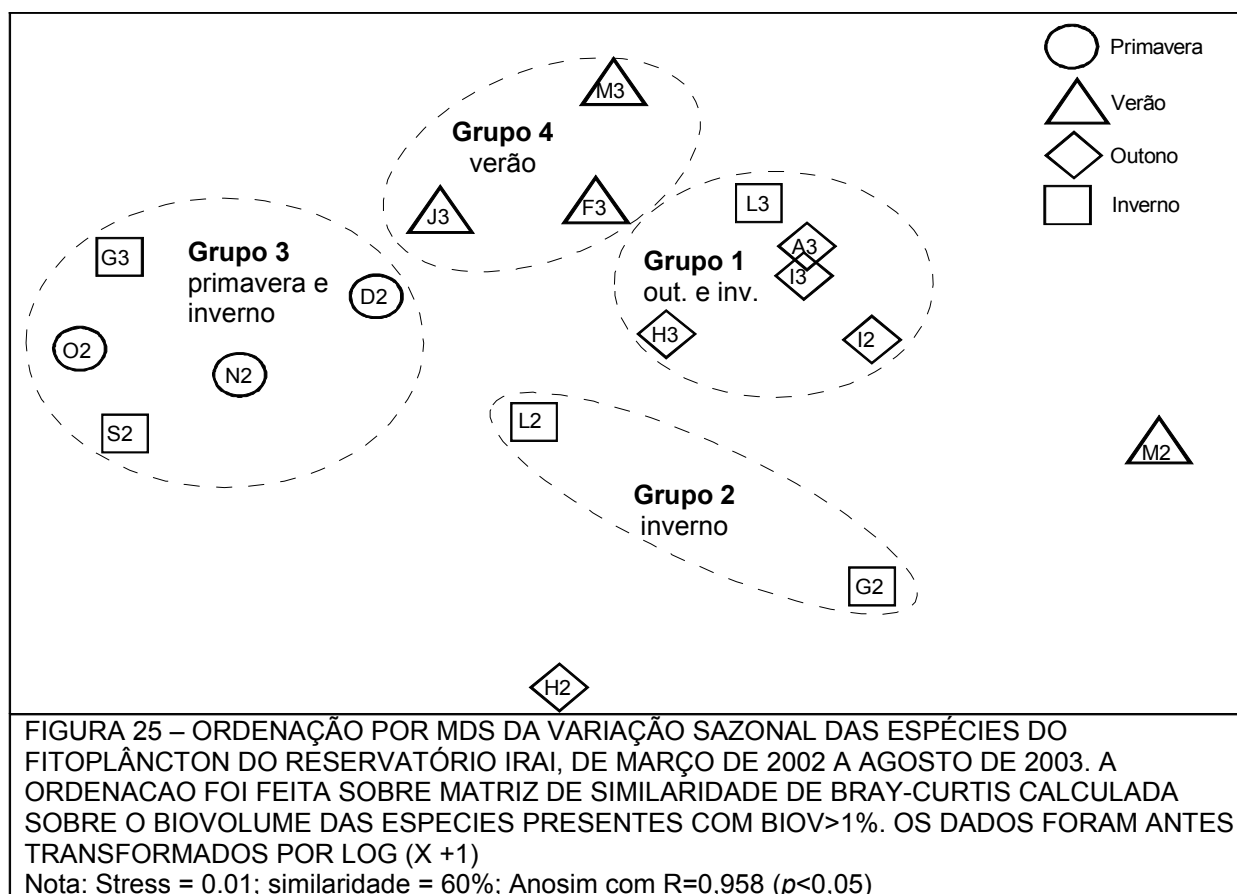 Primavera
Verão
Outono
Inverno
M3
Grupo 4
verão
J3
F3
L3
A3
I3
Grupo 1
out. e inv.
H3
I2
G3
Grupo 3
primavera e
inverno
D2
O2
N2
S2
L2
M2
Grupo 2
inverno
G2
H2
FIGURA 25 – ORDENAÇÃO POR MDS DA VARIAÇÃO SAZONAL DAS ESPÉCIES DO
FITOPLÂNCTON DO RESERVATÓRIO IRAI, DE MARÇO DE 2002 A AGOSTO DE 2003. A
ORDENACAO FOI FEITA SOBRE MATRIZ DE SIMILARIDADE DE BRAY-CURTIS CALCULADA
SOBRE O BIOVOLUME DAS ESPECIES PRESENTES COM BIOV>1%. OS DADOS FORAM ANTES
TRANSFORMADOS POR LOG (X +1)
Nota: Stress = 0.01; similaridade = 60%; Anosim com R=0,958 (p<0,05)